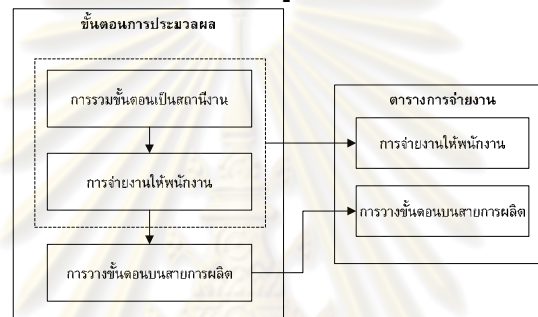 ขั้นตอนการประมวลผล
การรวมขั้นตอนเป็นสถานีงาน
การจ่ายงานให้พนักงาน
การวางขั้นตอนบนสายการผลิต
ตารางการจ่ายงาน
การจ่ายงานให้พนักงาน
การวางขั้นตอนบนสายการผลิต